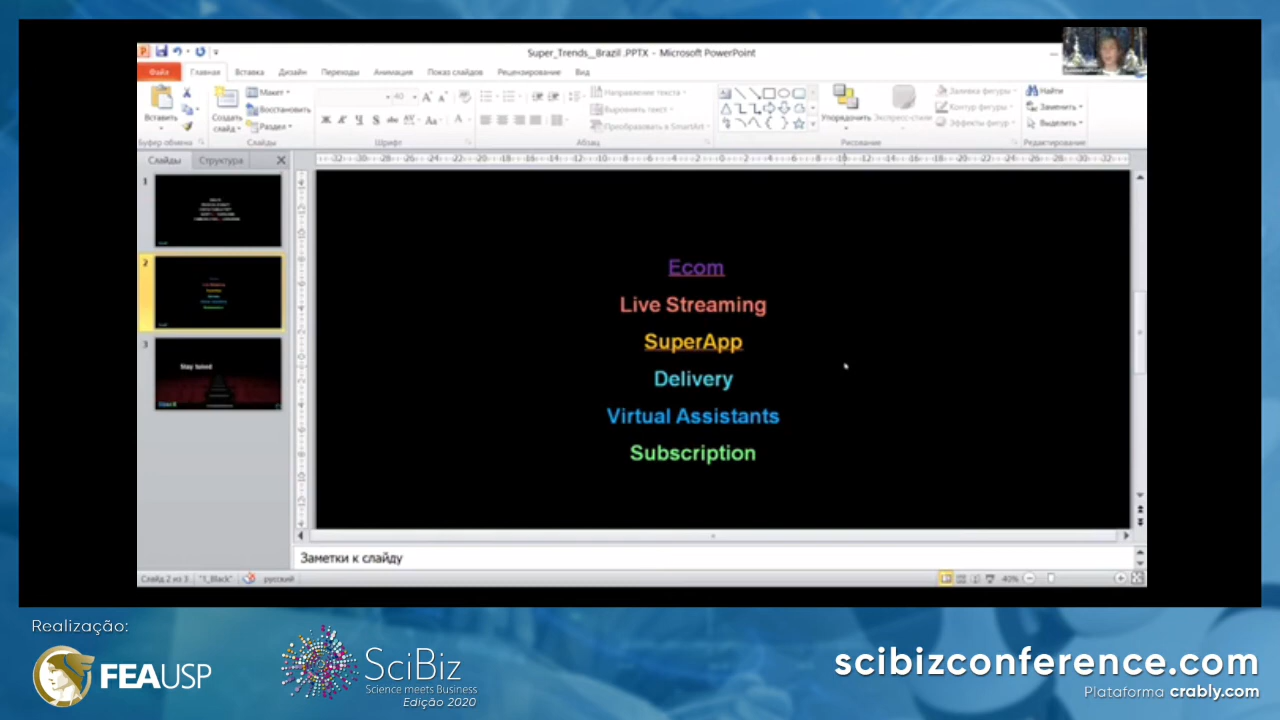 Super_Trends__Brazil .PPTX - Microsoft PowerPoint
Файл Главная Вставка Дизайн Переходы Анимация Показ слайдов Рецензирование Вид
Вставить
Создать слайд
Макет
Восстановить
Раздел
Направление текста
Выровнять текст
Преобразовать в SmartArt
Упорядочить
Экспресс-стили
Заливка фигуры
Контур фигуры
Эффекты фигур
Найти
Заменить
Выделить
Буфер обмена Слайды Шрифт Абзац Рисование Редактирование
Слайды Структура
1
2
3
Stay tuned
Ecom
Live Streaming
SuperApp
Delivery
Virtual Assistants
Subscription
Заметки к слайду
Слайд 2 из 3 "1_Black" русский 40%
Realização:
FEAUSP
SciBiz
Science meets Business
Edição 2020
scibizconference.com
Plataforma crably.com